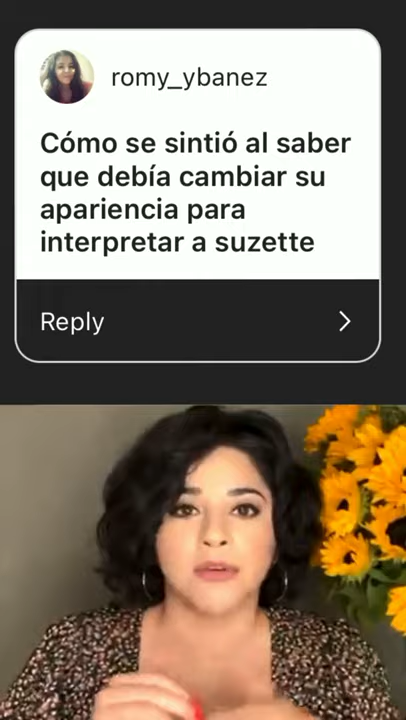 romy_ybanez
Cómo se sintió al saber
que debía cambiar su
apariencia para
interpretar a suzette
Reply